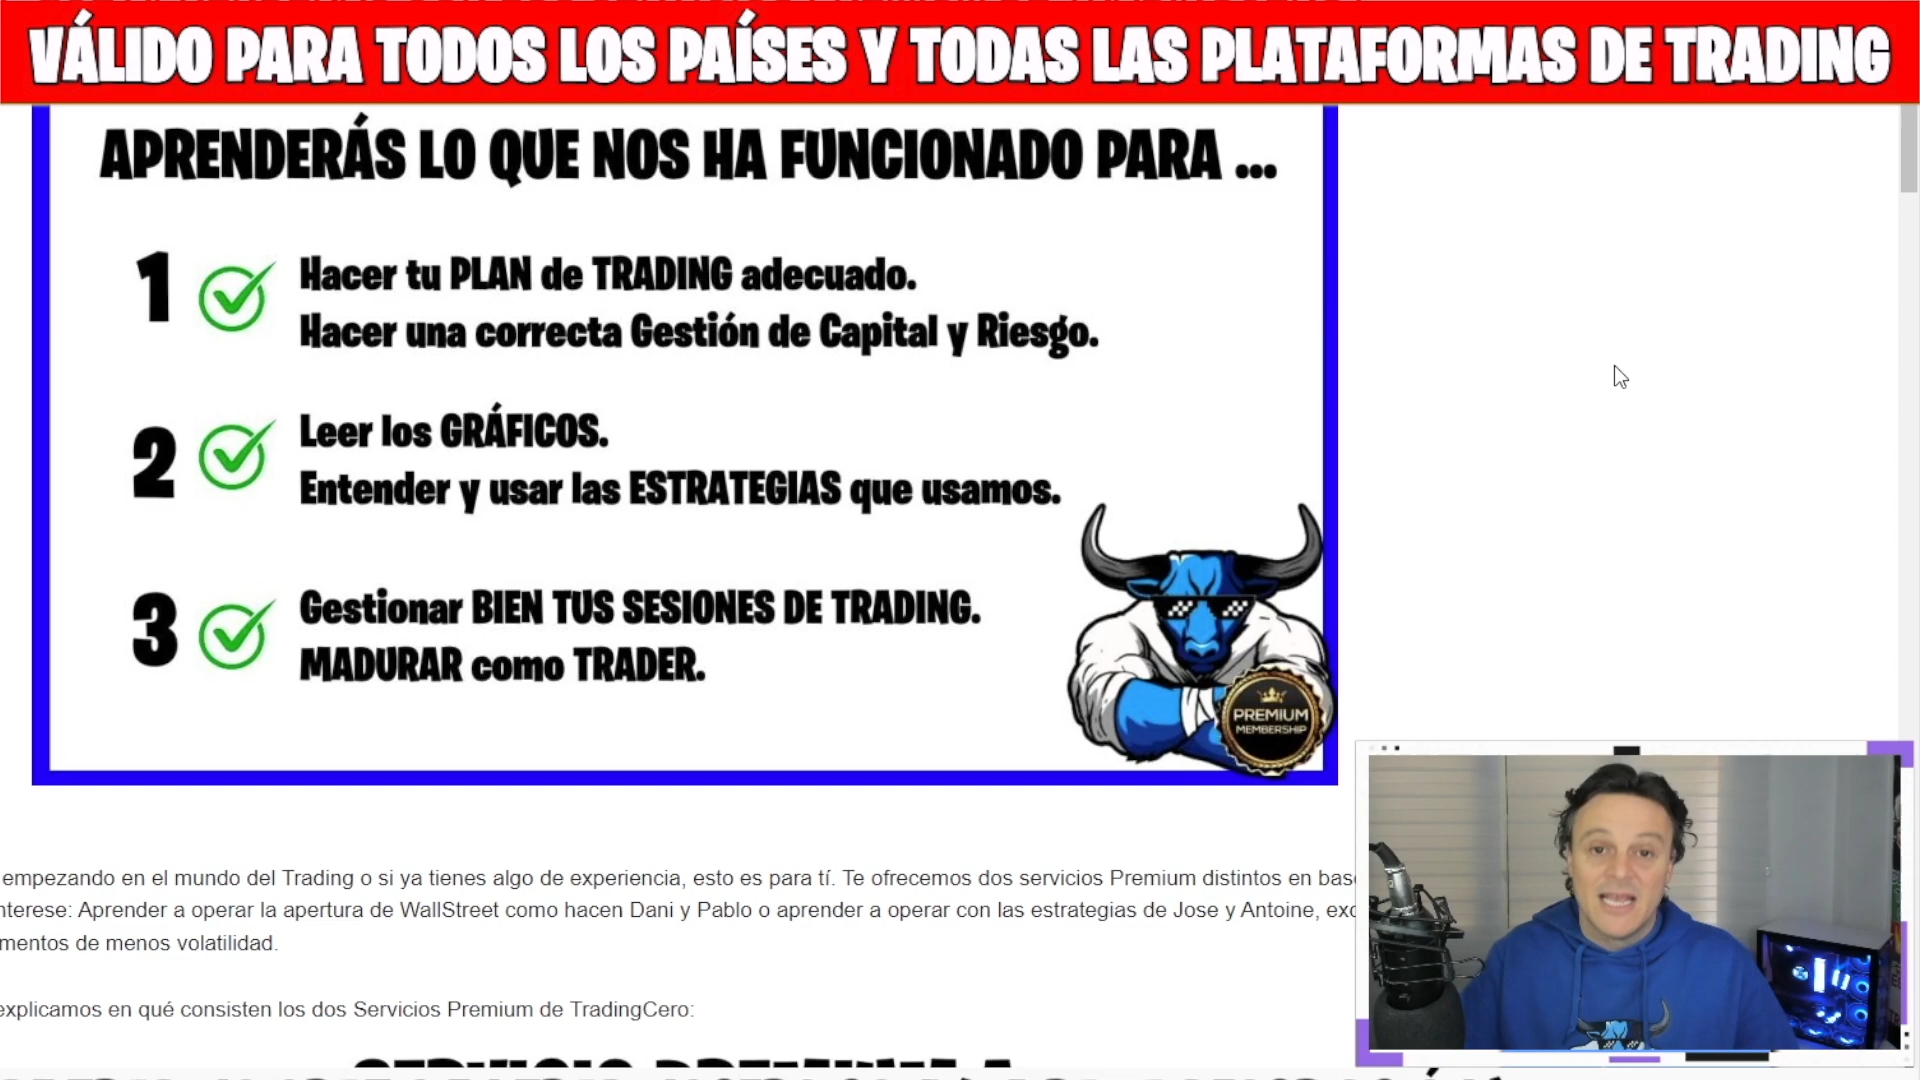 VÁLIDO PARA TODOS LOS PAÍSES Y TODAS LAS PLATAFORMAS DE TRADING
APRENDERÁS LO QUE NOS HA FUNCIONADO PARA ...
1 Hacer tu PLAN de TRADING adecuado.
Hacer una correcta Gestión de Capital y Riesgo.
2 Leer los GRÁFICOS.
Entender y usar las ESTRATEGIAS que usamos.
3 Gestionar BIEN TUS SESIONES DE TRADING.
MADURAR como TRADER.
PREMIUM
MEMBERSHIP
empezando en el mundo del Trading o si ya tienes algo de experiencia, esto es para tí. Te ofrecemos dos servicios Premium distintos en base
nterese: Aprender a operar la apertura de WallStreet como hacen Dani y Pablo o aprender a operar con las estrategias de Jose y Antoine, exc
mentos de menos volatilidad.
explicamos en qué consisten los dos Servicios Premium de TradingCero: